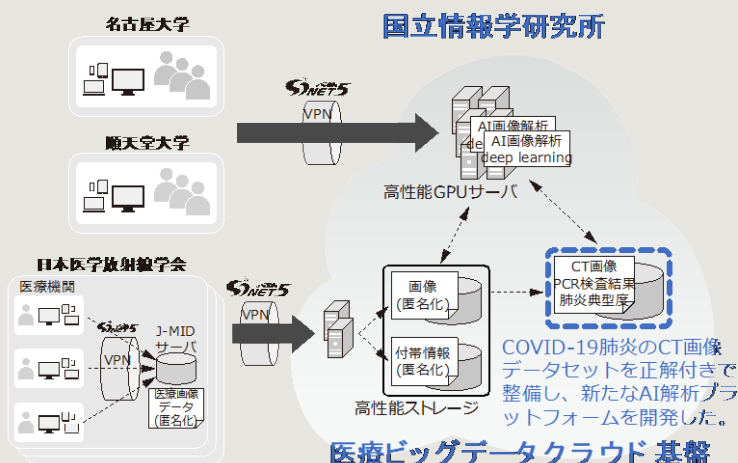 名古屋大学
国立情報学研究所
SINET5
VPN
AI画像解析
de
AI画像解析
deep learning
順天堂大学
高性能GPUサーバ
日本医学放射線学会
医療機関
SINET5
VPN
J-MID
サーバ
医療画像
データ
(匿名化)
SINET5
VPN
画像
(匿名化)
付帯情報
(匿名化)
高性能ストレージ
CT画像
PCR検査結果
肺炎典型度
COVID-19肺炎のCT画像
データセットを正解付きで
整備し、新たなAI解析プラ
ットフォームを開発した。
医療ビッグデータクラウド基盤